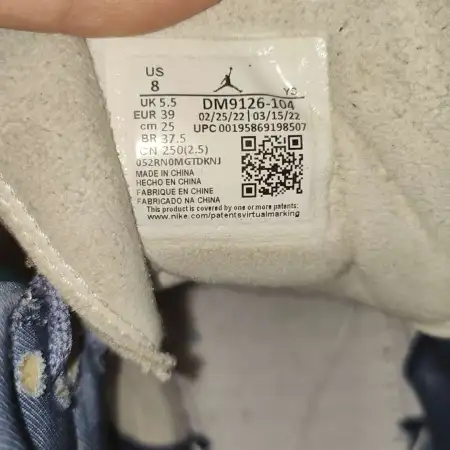 US
8
YS
UK 5.5 DM9126-104
EUR 39 02/25/22 | 03/15/22
cm 25 UPC 00195869198507
BR 37.5
CN 250(2.5)
052RN0MGTDKNJ
MADE IN CHINA
HECHO EN CHINA
FABRIQUE EN CHINE
FABRICADO NA CHINA
This product is covered by one or more patents:
www.nike.com/patentsvirtualmarking